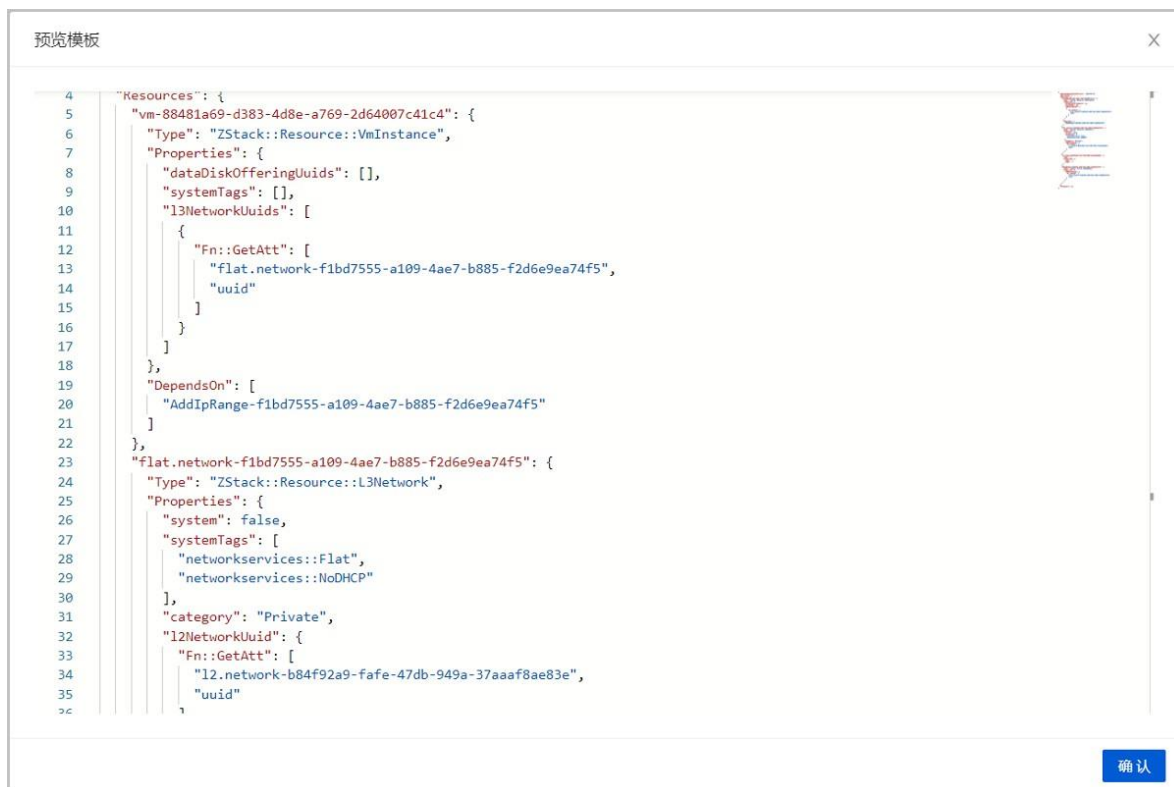 预览模板
4 "Resources": {
5 "vm-88481a69-d383-4d8e-a769-2d64007c41c4": {
6 "Type": "ZStack::Resource::VmInstance",
7 "Properties": {
8 "dataDiskOfferingUuids": [],
9 "systemTags": [],
10 "l3NetworkUuids": [
11 {
12 "Fn::GetAtt": [
13 "flat.network-f1bd7555-a109-4ae7-b885-f2d6e9ea74f5",
14 "uuid"
15 ]
16 }
17 ]
18 },
19 "DependsOn": [
20 "AddIpRange-f1bd7555-a109-4ae7-b885-f2d6e9ea74f5"
21 ]
22 },
23 "flat.network-f1bd7555-a109-4ae7-b885-f2d6e9ea74f5": {
24 "Type": "ZStack::Resource::L3Network",
25 "Properties": {
26 "system": false,
27 "systemTags": [
28 "networkservices::Flat",
29 "networkservices::NoDHCP"
30 ],
31 "category": "Private",
32 "l2NetworkUuid": {
33 "Fn::GetAtt": [
34 "l2.network-b84f92a9-fafe-47db-949a-37aaaf8ae83e",
35 "uuid"
36 ]
确认